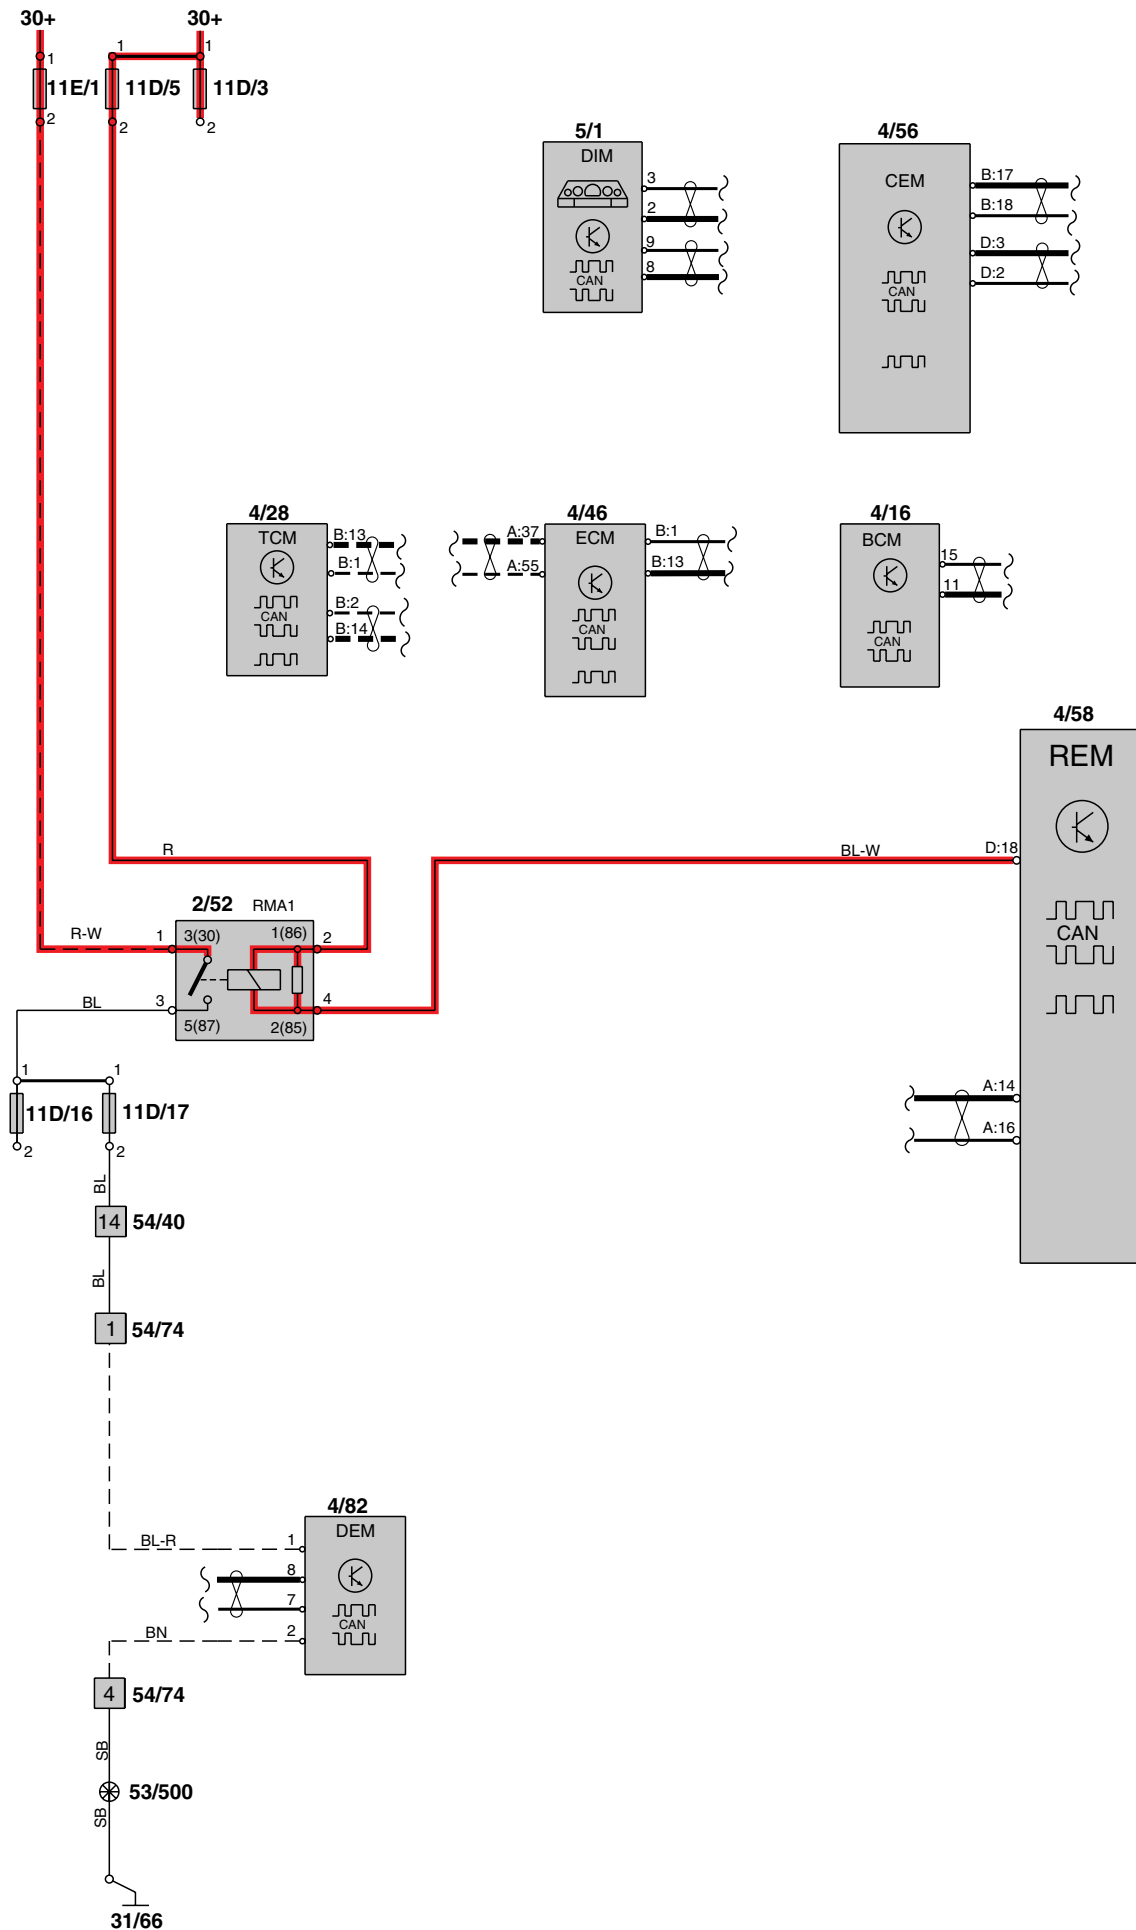 30+ 30+
1 1 1
11E/1 11D/5 11D/3
2 2 2
5/1
DIM
3
2
9
8
CAN
4/56
CEM
B:17
B:18
D:3
D:2
CAN
4/28
TCM
B:13
B:1
B:2
B:14
CAN
4/46
A:37 ECM B:1
A:55 B:13
CAN
4/16
BCM
15
11
CAN
4/58
REM
R BL-W D:18
CAN
2/52 RMA1
R-W 1 3(30) 1(86) 2
BL 3 5(87) 2(85) 4
1 1
11D/16 11D/17
2 2
A:14
A:16
BL
14 54/40
BL
1 54/74
4/82
DEM
BL-R 1
8
7
CAN
BN 2
4 54/74
SB
53/500
SB
31/66